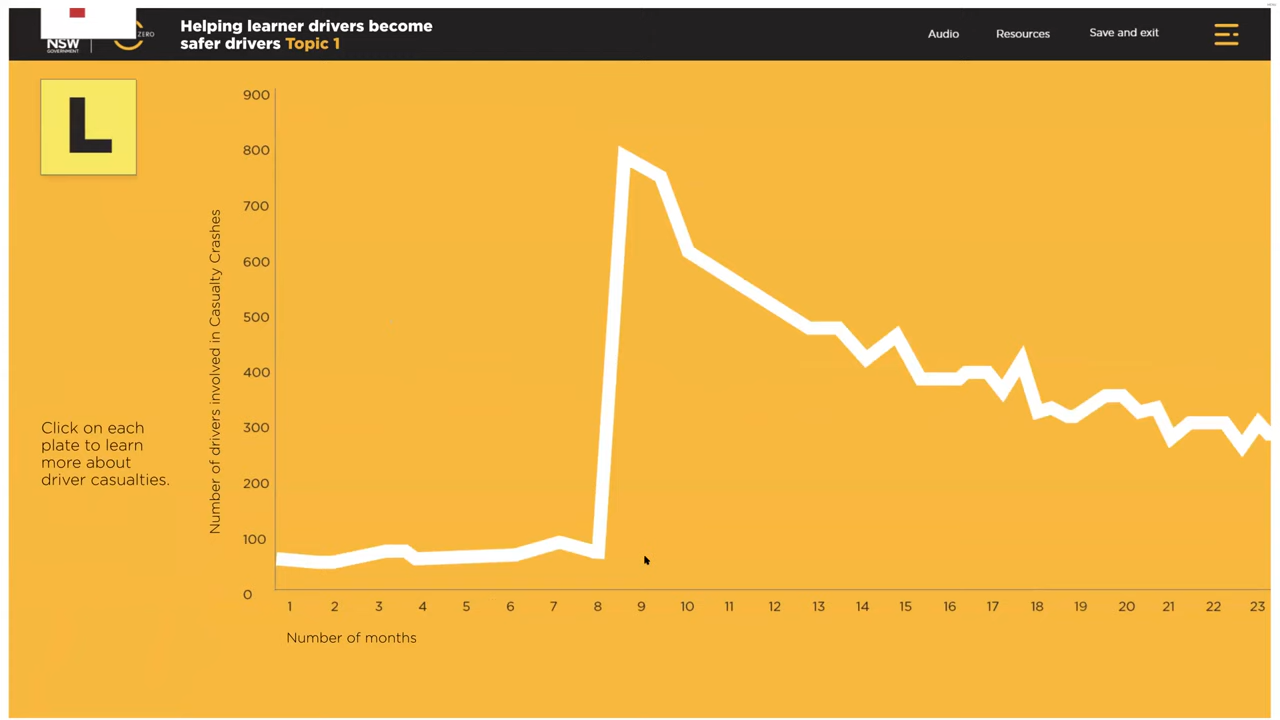 Helping learner drivers become
safer drivers Topic 1
Audio
Resources
Save and exit
NSW
GOVERNMENT
ZERO
L
Click on each
plate to learn
more about
driver casualties.
Number of drivers involved in Casualty Crashes
900
800
700
600
500
400
300
200
100
0
1 2 3 4 5 6 7 8 9 10 11 12 13 14 15 16 17 18 19 20 21 22 23
Number of months